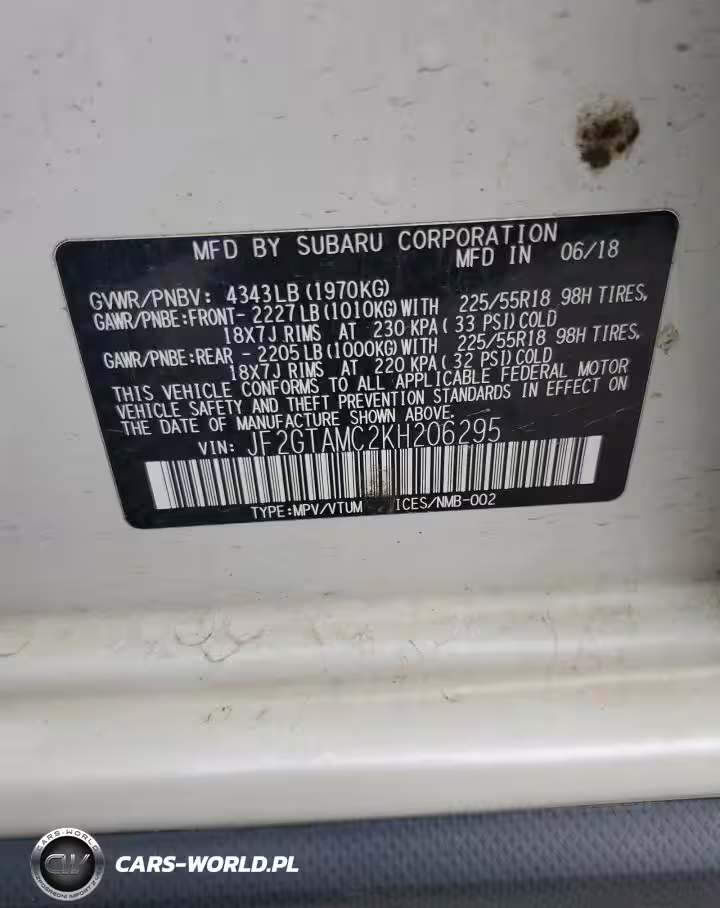 MFD BY SUBARU CORPORATION
MFD IN 06/18
GVWR/PNBV: 4343LB (1970KG)
GAWR/PNBE:FRONT- 2227LB (1010KG) WITH 225/55R18 98H TIRES,
18X7J RIMS AT 230 KPA ( 33 PSI) COLD
GAWR/PNBE:REAR - 2205LB (1000KG) WITH 225/55R18 98H TIRES,
18X7J RIMS AT 220 KPA ( 32 PSI) COLD
THIS VEHICLE CONFORMS TO ALL APPLICABLE FEDERAL MOTOR
VEHICLE SAFETY AND THEFT PREVENTION STANDARDS IN EFFECT ON
THE DATE OF MANUFACTURE SHOWN ABOVE.
VIN: JF2GTAMC2KH206295
TYPE:MPV/VTUM ICES/NMB-002
CARS-WORLD
CW
CARS-WORLD.PL